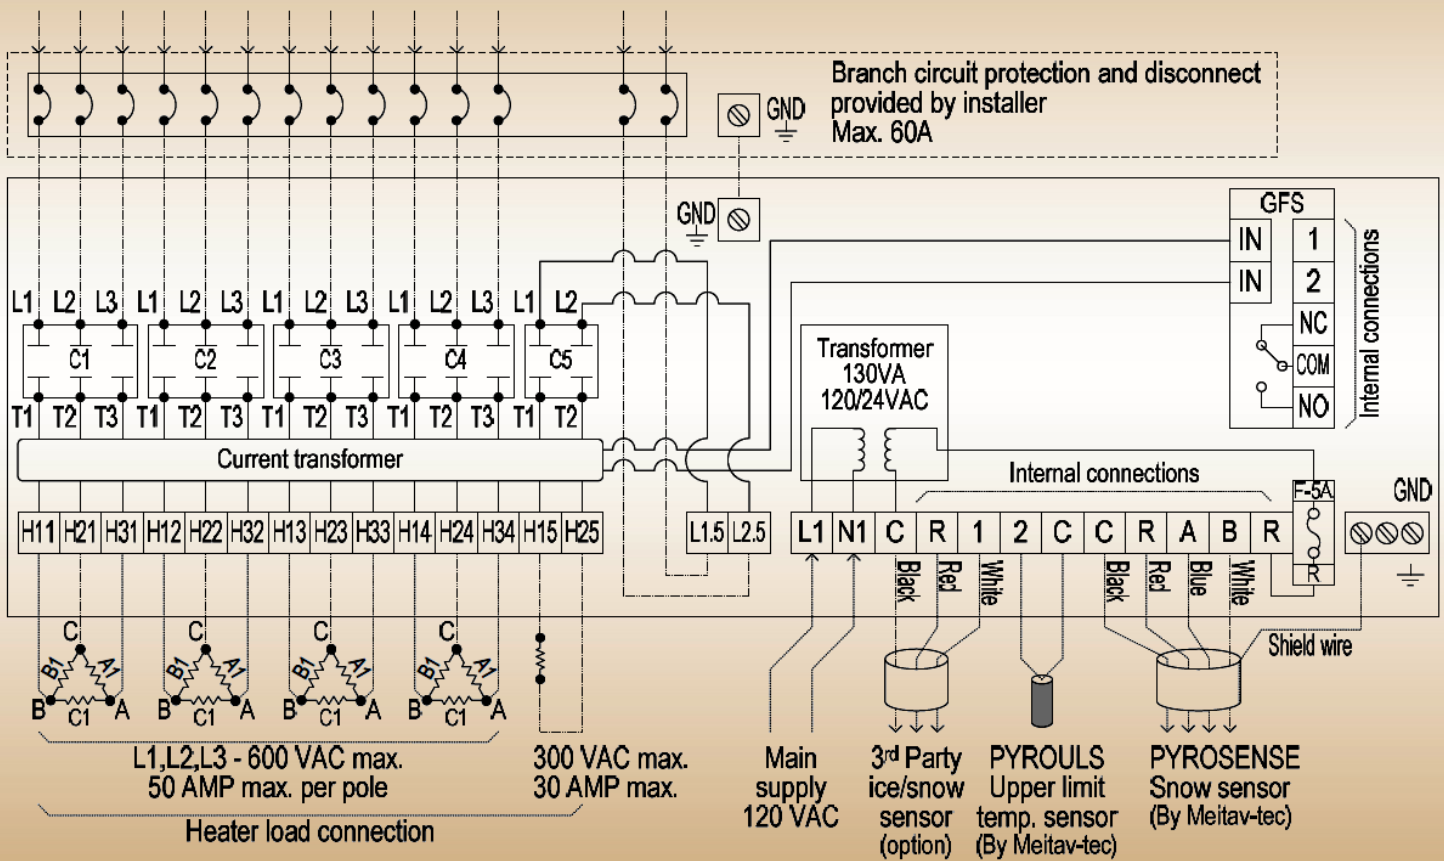 Branch circuit protection and disconnect
provided by installer
Max. 60A
GND
GND
GFS
IN 1
IN 2
NC
COM
NO
Internal connections
L1 L2 L3 L1 L2 L3 L1 L2 L3 L1 L2 L3 L1 L2
C1 C2 C3 C4 C5
T1 T2 T3 T1 T2 T3 T1 T2 T3 T1 T2 T3 T1 T2
Transformer
130VA
120/24VAC
Current transformer
Internal connections
F-5A
R
GND
H11 H21 H31 H12 H22 H32 H13 H23 H33 H14 H24 H34 H15 H25
L1.5 L2.5
L1 N1 C R 1 2 C C R A B R
Black Red White Black Red Blue White
Shield wire
C C C C
B1 A1 B1 A1 B1 A1 B1 A1
B C1 A B C1 A B C1 A B C1 A
L1,L2,L3 - 600 VAC max.
50 AMP max. per pole
300 VAC max.
30 AMP max.
Heater load connection
Main
supply
120 VAC
3rd Party
ice/snow
sensor
(option)
PYROULS
Upper limit
temp. sensor
(By Meitav-tec)
PYROSENSE
Snow sensor
(By Meitav-tec)